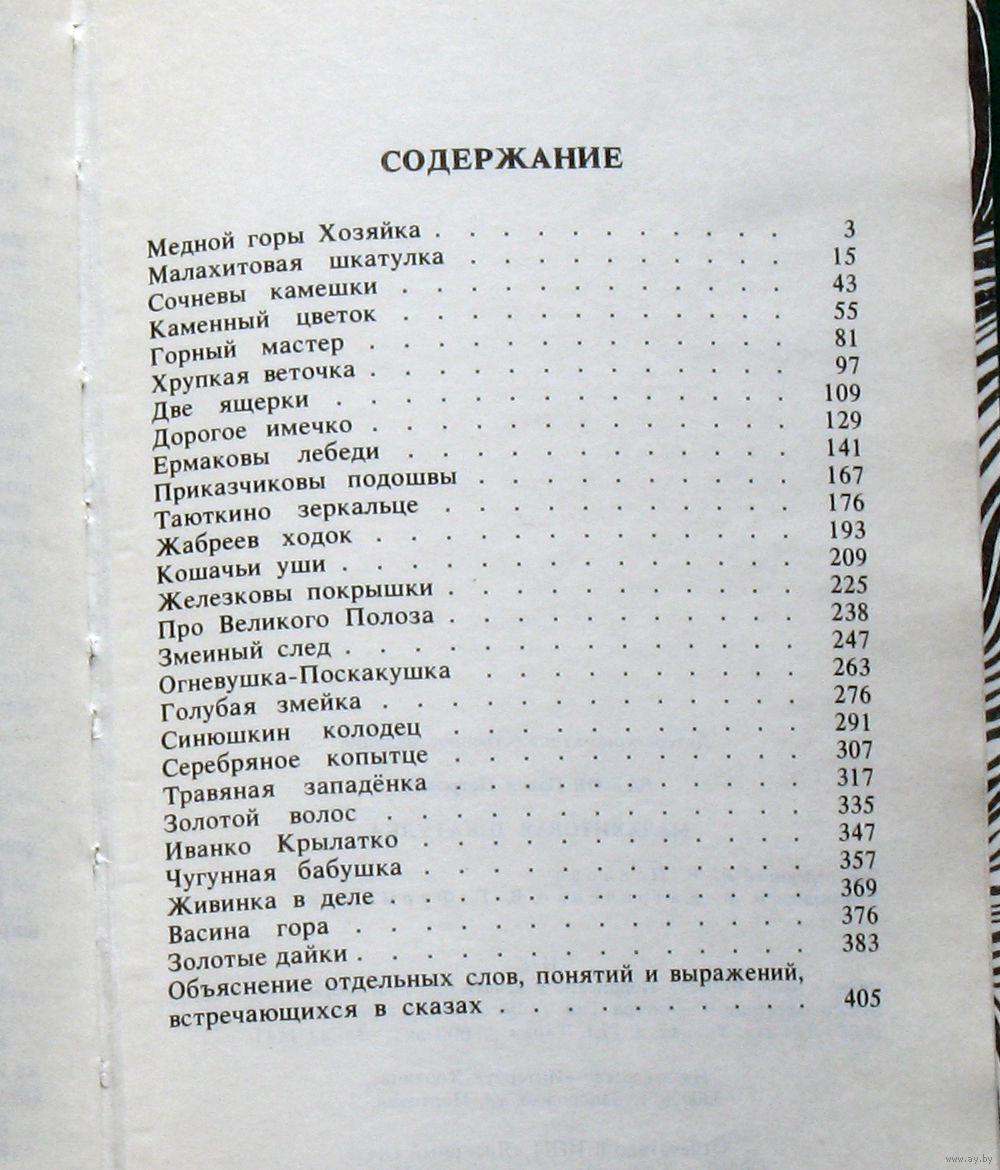 СОДЕРЖАНИЕ
Медной горы Хозяйка . . . . . . . . . . 3
Малахитовая шкатулка . . . . . . . . . 15
Сочневы камешки . . . . . . . . . . . 43
Каменный цветок . . . . . . . . . . . 55
Горный мастер . . . . . . . . . . . . 81
Хрупкая веточка . . . . . . . . . . . . 97
Две ящерки . . . . . . . . . . . . . 109
Дорогое имечко . . . . . . . . . . . . 129
Ермаковы лебеди . . . . . . . . . . . 141
Приказчиковы подошвы . . . . . . . . . 167
Таюткино зеркальце . . . . . . . . . . 176
Жабреев ходок . . . . . . . . . . . . 193
Кошачьи уши . . . . . . . . . . . . . 209
Железковы покрышки . . . . . . . . . . 225
Про Великого Полоза . . . . . . . . . . 238
Змеиный след . . . . . . . . . . . . . 247
Огневушка-Поскакушка . . . . . . . . . 263
Голубая змейка . . . . . . . . . . . . 276
Синюшкин колодец . . . . . . . . . . 291
Серебряное копытце . . . . . . . . . . 307
Травяная западёнка . . . . . . . . . . 317
Золотой волос . . . . . . . . . . . . 335
Иванко Крылатко . . . . . . . . . . . 347
Чугунная бабушка . . . . . . . . . . . 357
Живинка в деле . . . . . . . . . . . . 369
Васина гора . . . . . . . . . . . . . 376
Золотые дайки . . . . . . . . . . . . . 383
Объяснение отдельных слов, понятий и выражений,
встречающихся в сказах . . . . . . . . . 405
www.ay.by